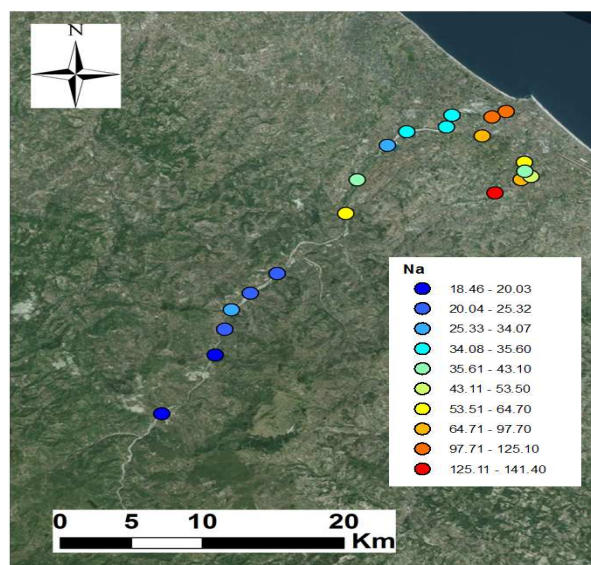 N
Na
18.46 - 20.03
20.04 - 25.32
25.33 - 34.07
34.08 - 35.60
35.61 - 43.10
43.11 - 53.50
53.51 - 64.70
64.71 - 97.70
97.71 - 125.10
125.11 - 141.40
0 5 10 20
Km